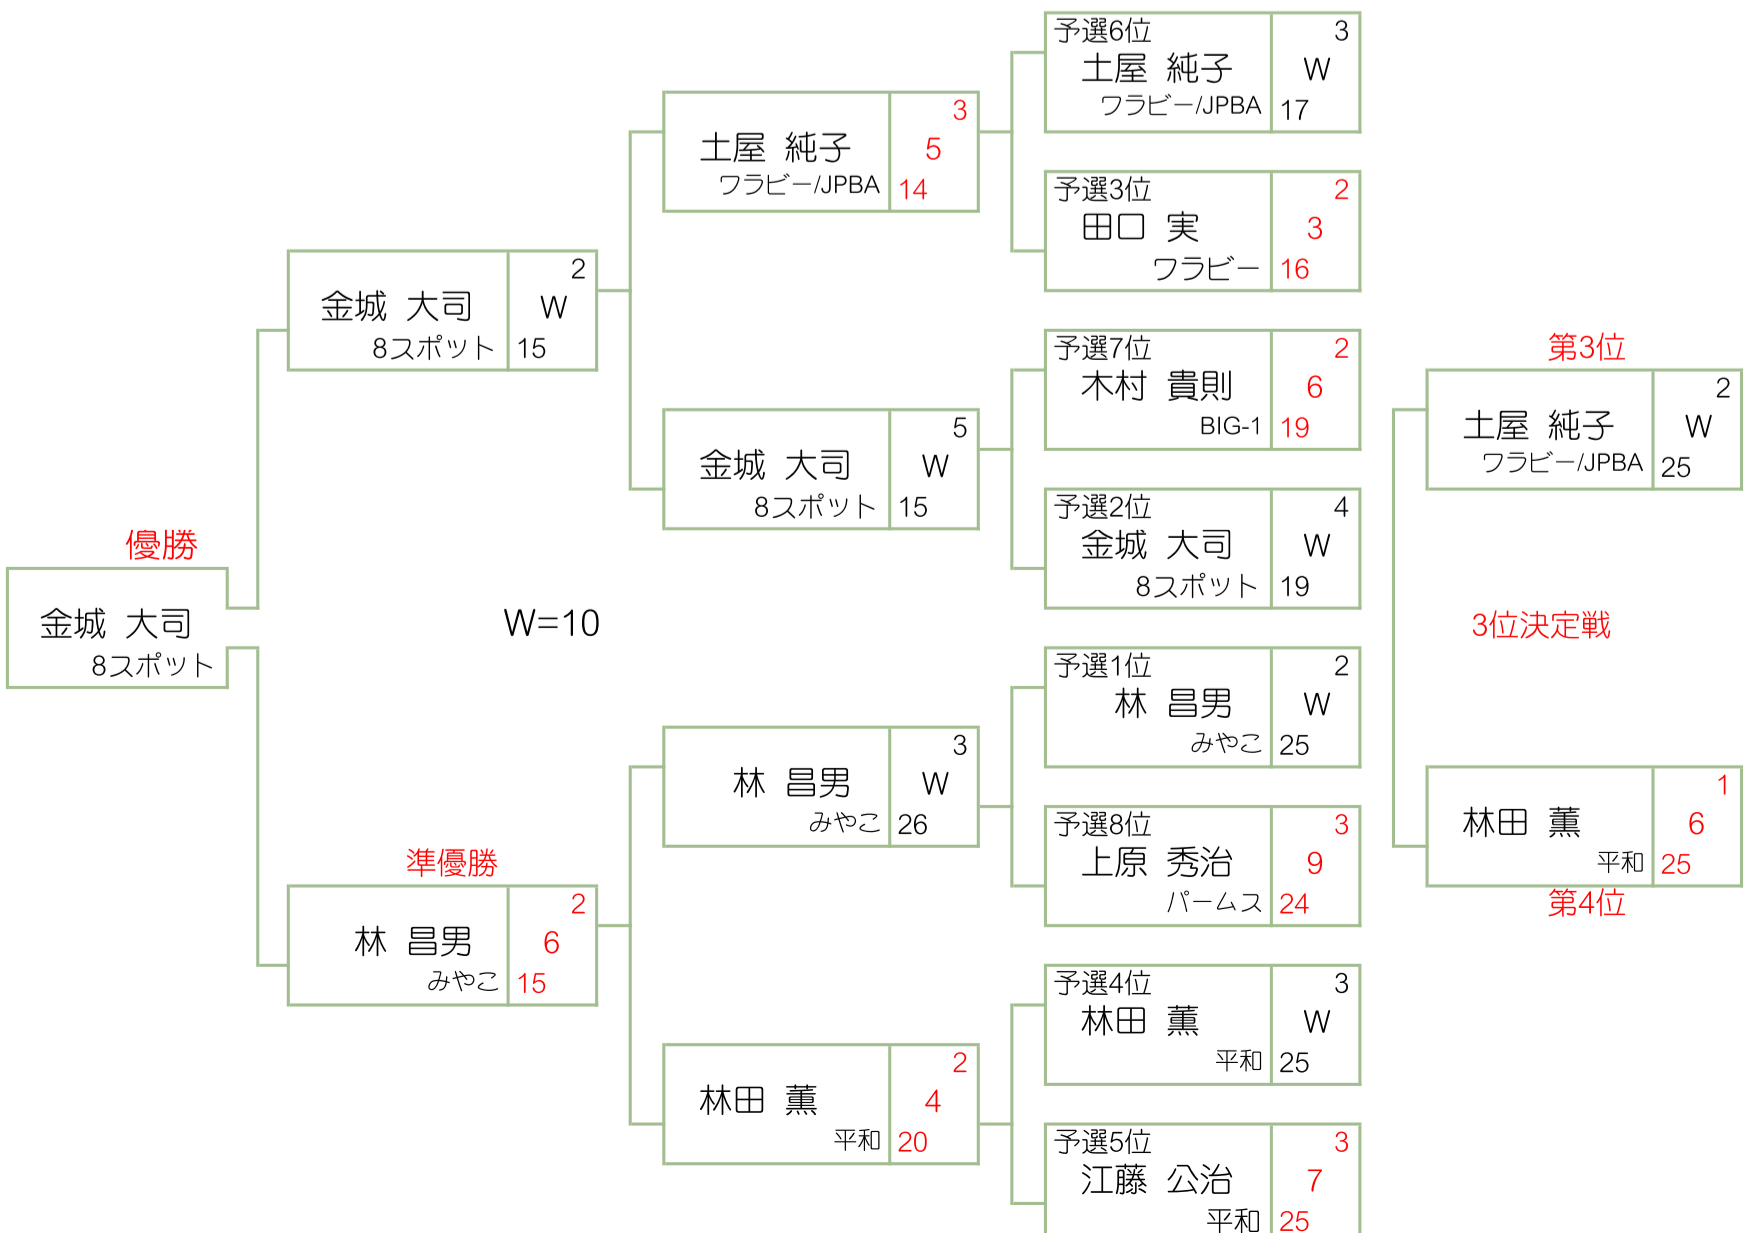 予選6位 3
土屋 純子 W
ワラビー/JPBA 17
3
土屋 純子 5
ワラビー/JPBA 14
予選3位 2
田口 実 3
ワラビー 16
2
金城 大司 W
8スポット 15
予選7位 2
木村 貴則 6
BIG-1 19
5
金城 大司 W
8スポット 15
予選2位 4
金城 大司 W
8スポット 19
第3位
2
土屋 純子 W
ワラビー/JPBA 25
優勝
金城 大司
8スポット
W=10
3位決定戦
予選1位 2
林 昌男 W
みやこ 25
3
林 昌男 W
みやこ 26
予選8位 3
上原 秀治 9
パームス 24
1
林田 薫 6
平和 25
第4位
準優勝
2
林 昌男 6
みやこ 15
予選4位 3
林田 薫 W
平和 25
2
林田 薫 4
平和 20
予選5位 3
江藤 公治 7
平和 25